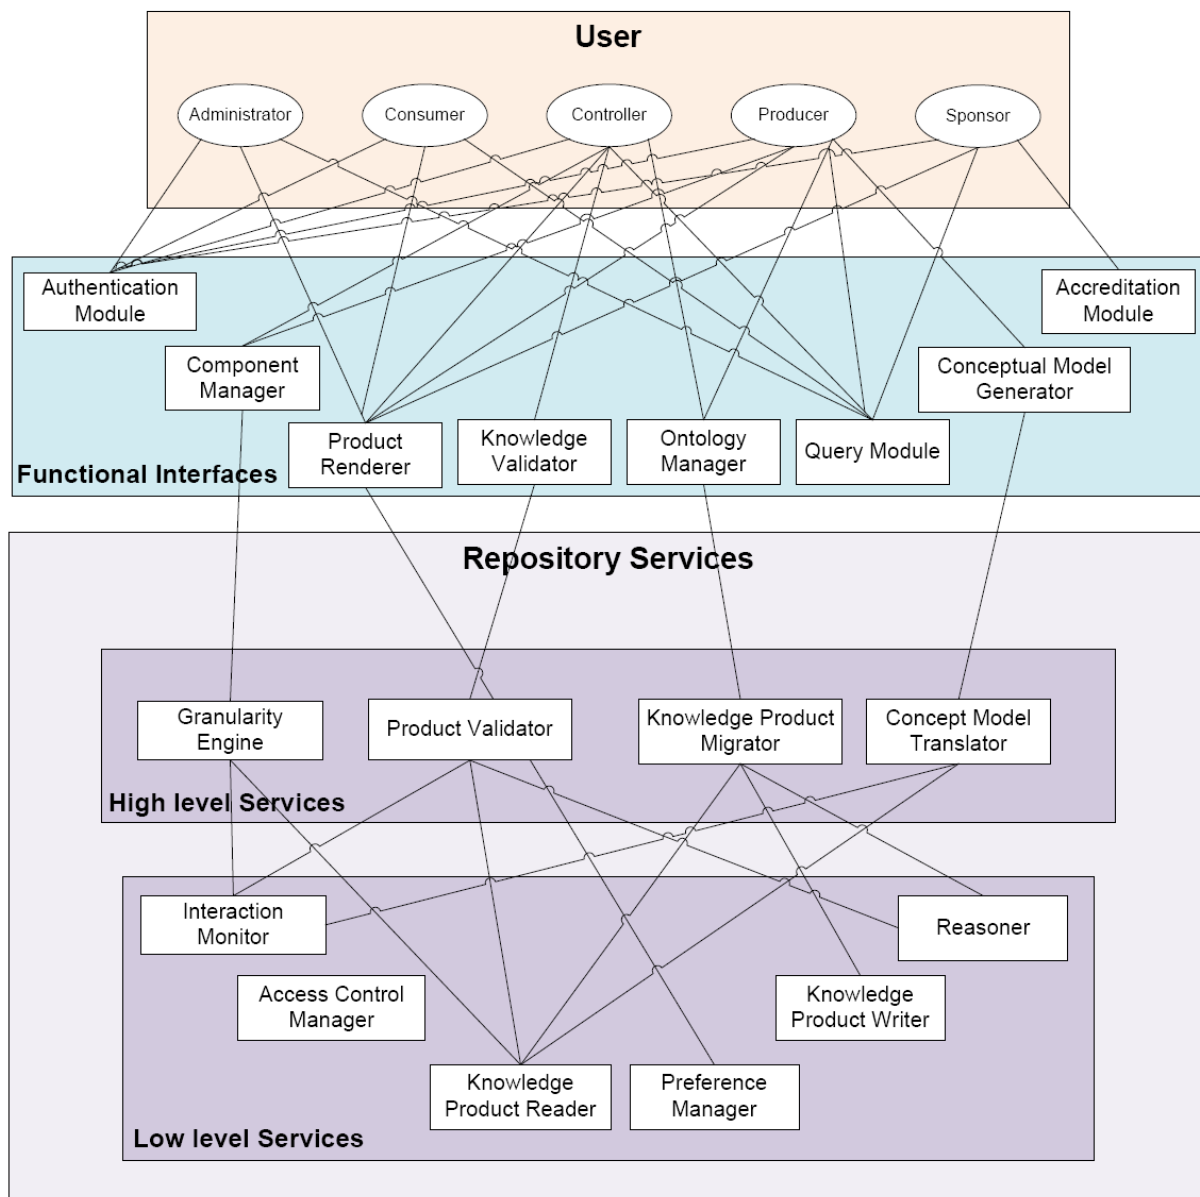 User
Administrator
Consumer
Controller
Producer
Sponsor
Authentication
Module
Accreditation
Module
Component
Manager
Conceptual Model
Generator
Product
Renderer
Knowledge
Validator
Ontology
Manager
Query Module
Functional Interfaces
Repository Services
Granularity
Engine
Product Validator
Knowledge Product
Migrator
Concept Model
Translator
High level Services
Interaction
Monitor
Reasoner
Access Control
Manager
Knowledge
Product Writer
Knowledge
Product Reader
Preference
Manager
Low level Services